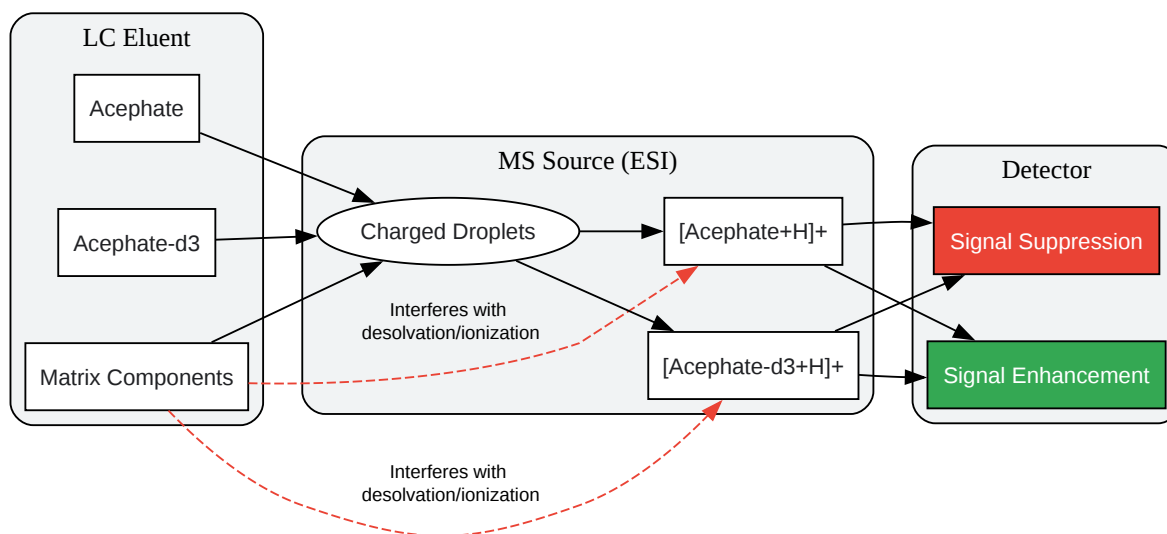 LC Eluent
Acephate
Acephate-d3
Matrix Components
MS Source (ESI)
Charged Droplets
[Acephate+H]+
[Acephate-d3+H]+
Interferes with
desolvation/ionization
Interferes with
desolvation/ionization
Detector
Signal Suppression
Signal Enhancement